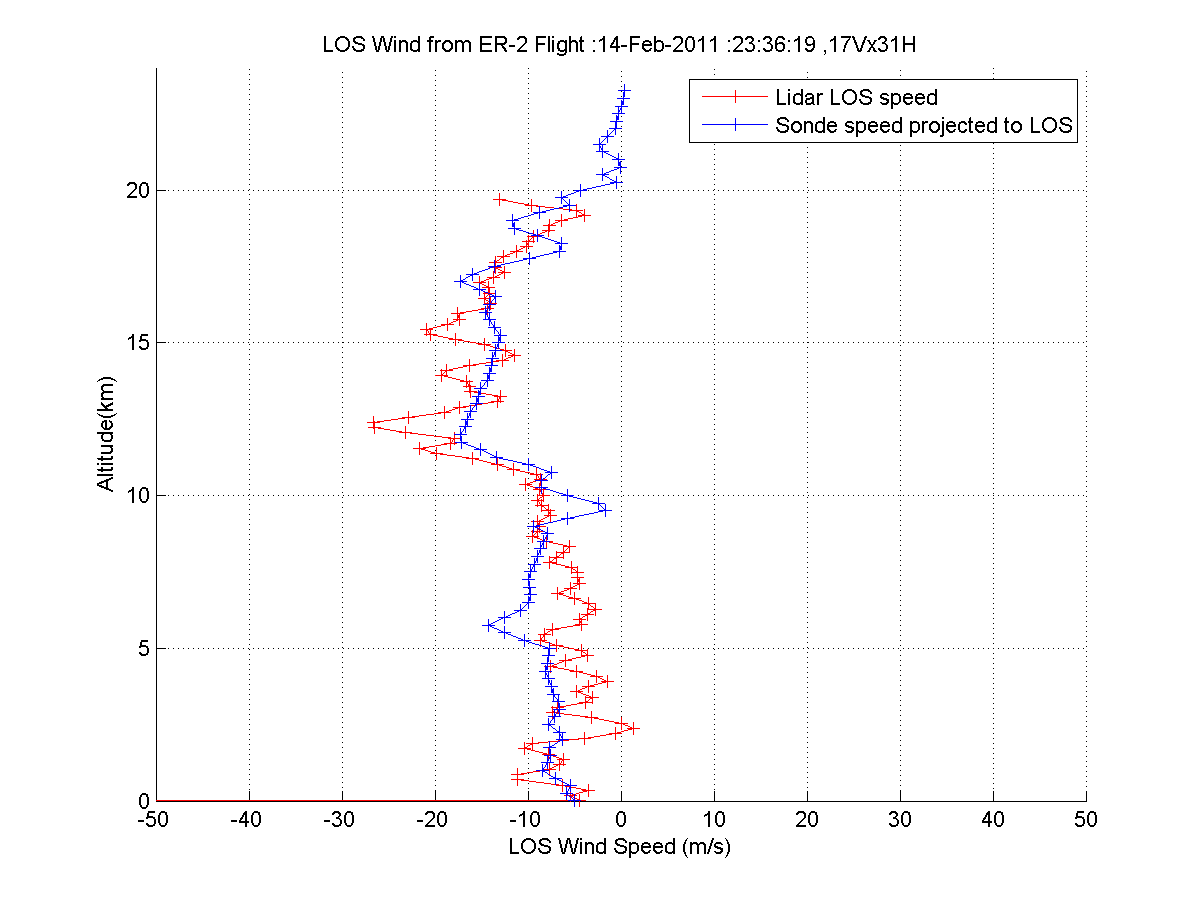 LOS Wind from ER-2 Flight :14-Feb-2011 :23:36:19 ,17Vx31H
Lidar LOS speed
Sonde speed projected to LOS
20
15
10
5
0
Altitude(km)
-50 -40 -30 -20 -10 0 10 20 30 40 50
LOS Wind Speed (m/s)